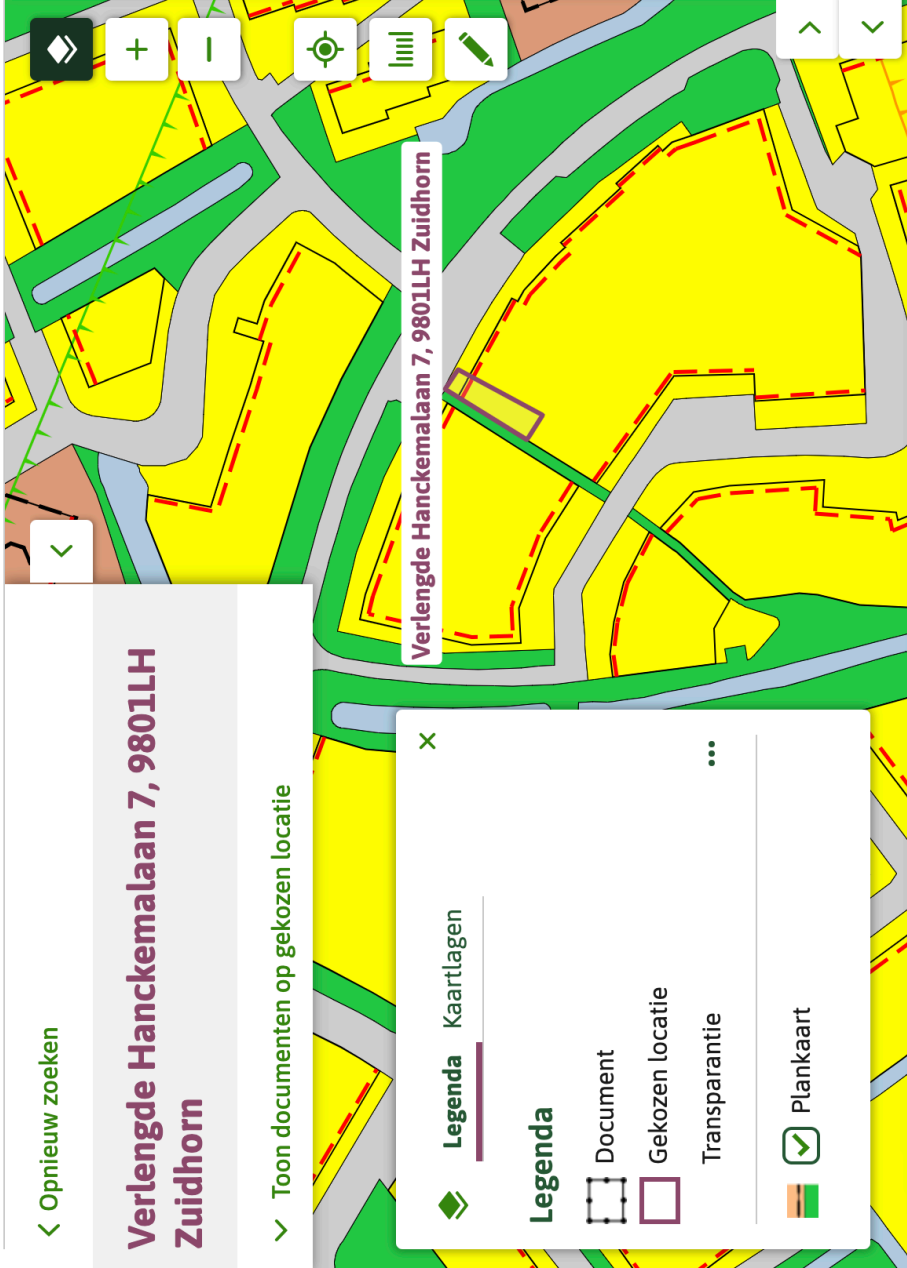 Opnieuw zoeken
Verlengde Hanckemalaan 7, 9801LH
Zuidhorn
Toon documenten op gekozen locatie
Verlengde Hanckemalaan 7, 9801LH Zuidhorn
Legenda Kaartlagen
Legenda
Document
Gekozen locatie
Transparantie
Plankaart